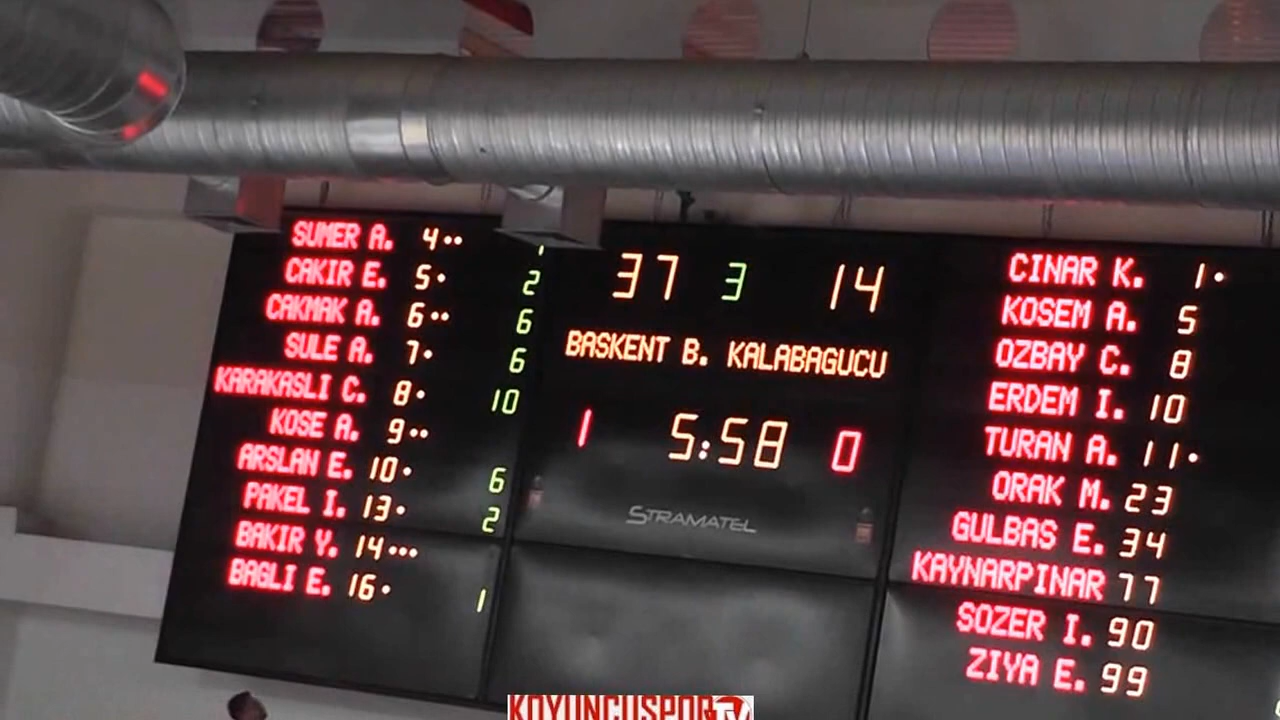 SUMER A. 4••
CAKIR E. 5• 2
CAKMAK A. 6•• 6
SULE A. 7• 6
KARAKASLI C. 8• 10
KOSE A. 9••
ARSLAN E. 10• 6
PAKEL I. 13• 2
BAKIR Y. 14•••
BAGLI E. 16• 1
37 3 14
BASKENT B. KALABAGUCU
1 5:58 0
STRAMATEL
CINAR K. 1•
KOSEM A. 5
OZBAY C. 8
ERDEM I. 10
TURAN A. 11•
ORAK M. 23
GULBAS E. 34
KAYNARPINAR 77
SOZER I. 90
ZIYA E. 99
KOYUNCUSPOR TV